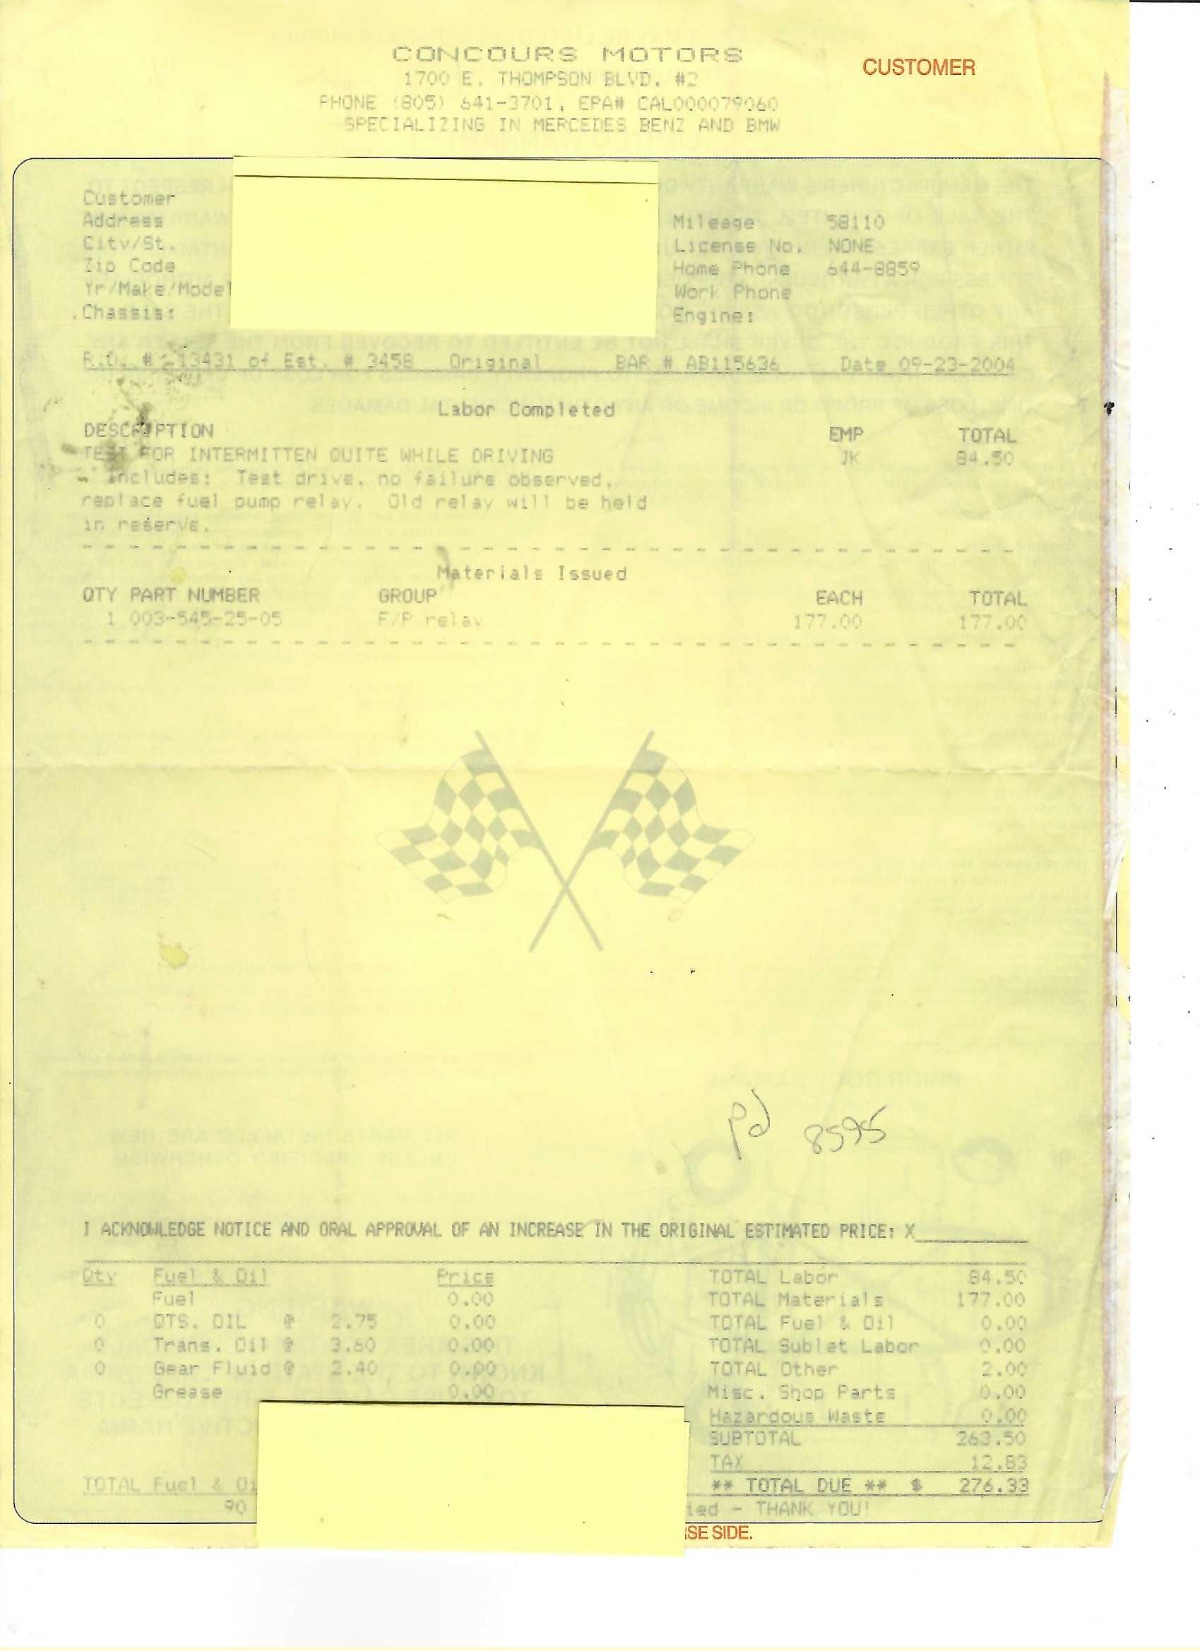 CONCOURS MOTORS
CUSTOMER
1700 E. THOMPSON BLVD. #2
PHONE (805) 641-3701, EPA# CAL000079060
SPECIALIZING IN MERCEDES BENZ AND BMW
Customer
Address
City/St.
Zip Code
Yr/Make/Model
Chassis:
Mileage 58110
License No. NONE
Home Phone 644-8859
Work Phone
Engine:
R.O. # 213431 of Est. # 3458 Original BAR # AB115636 Date 09-23-2004
Labor Completed
DESCRIPTION EMP TOTAL
TEST FOR INTERMITTEN QUITE WHILE DRIVING JK 84.50
Includes: Test drive, no failure observed,
replace fuel pump relay. Old relay will be held
in reserve.
Materials Issued
QTY PART NUMBER GROUP EACH TOTAL
1 003-545-25-05 F/P relay 177.00 177.00
pd 8595
I ACKNOWLEDGE NOTICE AND ORAL APPROVAL OF AN INCREASE IN THE ORIGINAL ESTIMATED PRICE: X
Qty Fuel & Oil Price
Fuel 0.00
0 QTS. OIL @ 2.75 0.00
0 Trans. Oil @ 3.60 0.00
0 Gear Fluid @ 2.40 0.00
Grease 0.00
TOTAL Fuel & Oi
90
TOTAL Labor 84.50
TOTAL Materials 177.00
TOTAL Fuel & Oil 0.00
TOTAL Sublet Labor 0.00
TOTAL Other 2.00
Misc. Shop Parts 0.00
Hazardous Waste 0.00
SUBTOTAL 263.50
TAX 12.83
** TOTAL DUE ** $ 276.33
ied - THANK YOU!
SE SIDE.